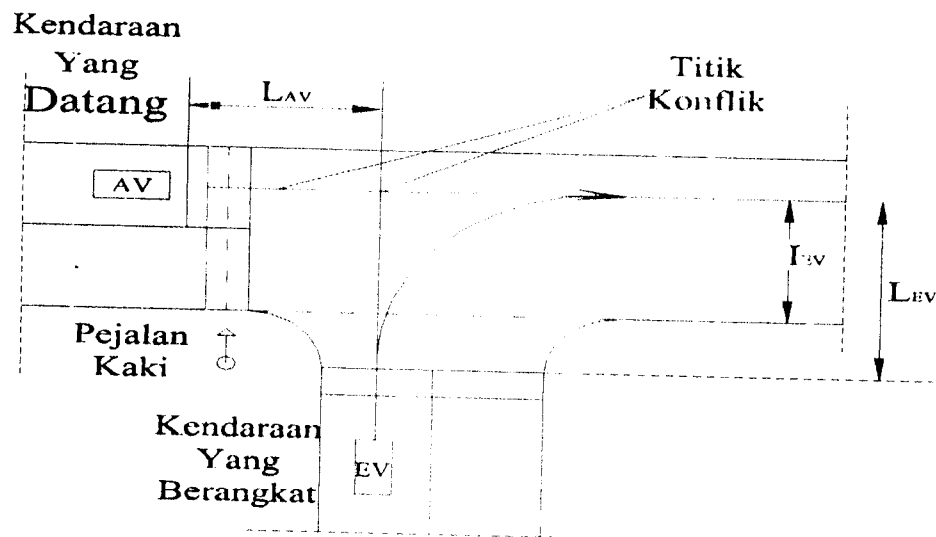 Kendaraan
Yang
Datang
LAV
Titik
Konflik
AV
IEV
LEV
Pejalan
Kaki
Kendaraan
Yang
Berangkat
EV